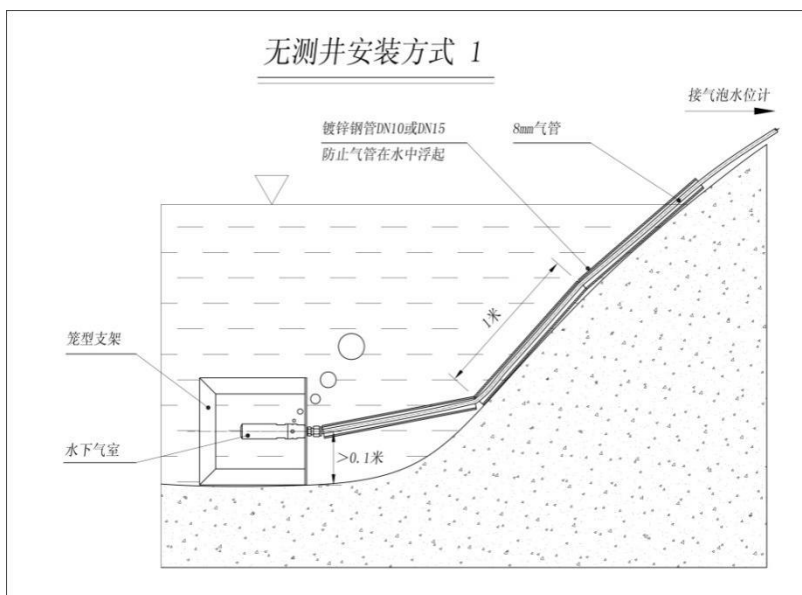 无测井安装方式 1
接气泡水位计
镀锌钢管DN10或DN15
防止气管在水中浮起
8mm气管
1米
笼型支架
水下气室
>0.1米